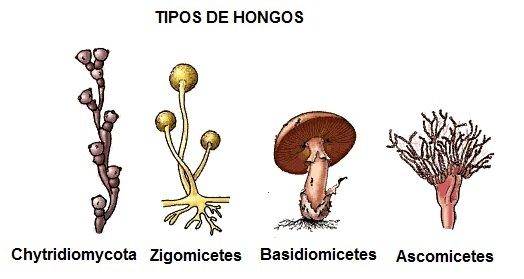 TIPOS DE HONGOS
Chytridiomycota Zigomicetes Basidiomicetes Ascomicetes